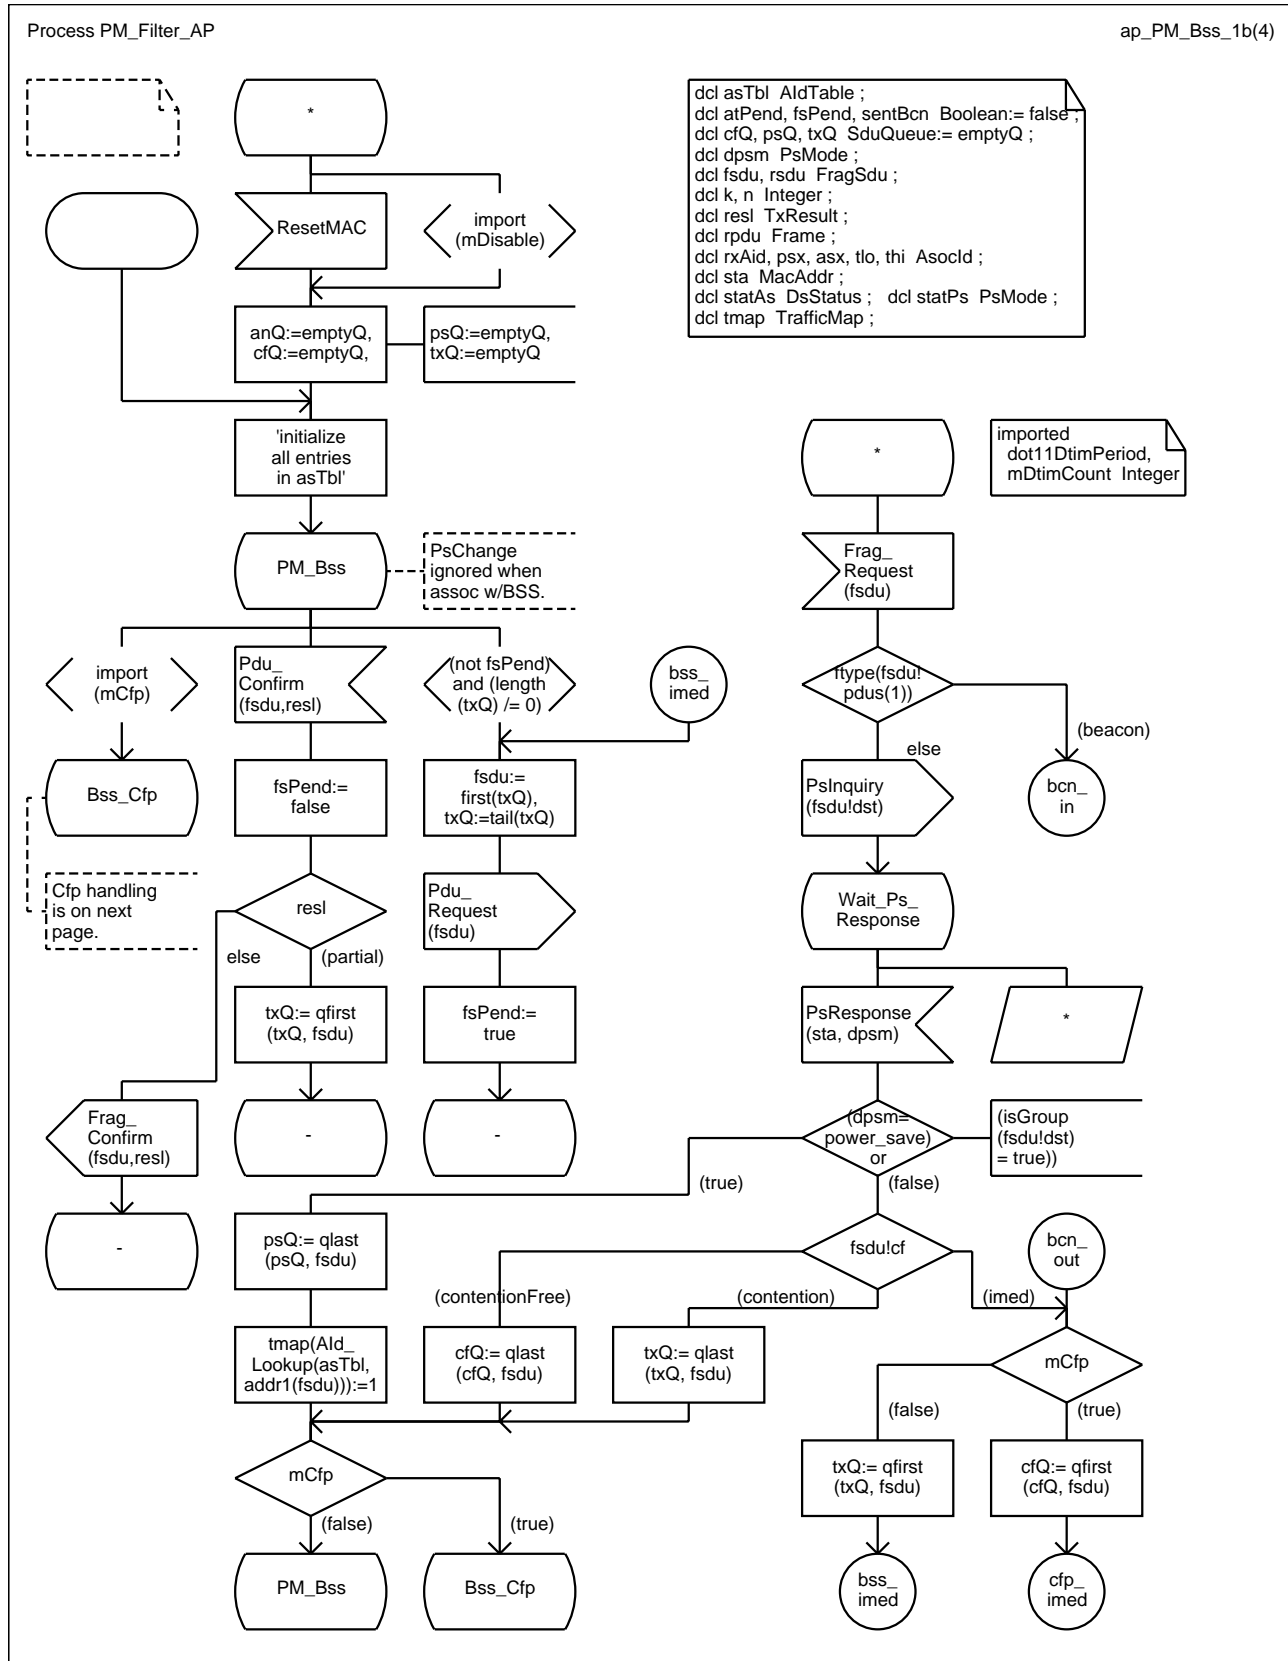 Process PM_Filter_AP
ap_PM_Bss_1b(4)
*
dcl asTbl AIdTable ;
dcl atPend, fsPend, sentBcn Boolean:= false ;
dcl cfQ, psQ, txQ SduQueue:= emptyQ ;
dcl dpsm PsMode ;
dcl fsdu, rsdu FragSdu ;
dcl k, n Integer ;
dcl resl TxResult ;
dcl rpdu Frame ;
dcl rxAid, psx, asx, tlo, thi AsocId ;
dcl sta MacAddr ;
dcl statAs DsStatus ; dcl statPs PsMode ;
dcl tmap TrafficMap ;
ResetMAC
import
(mDisable)
anQ:=emptyQ,
cfQ:=emptyQ,
psQ:=emptyQ,
txQ:=emptyQ
'initialize
all entries
in asTbl'
*
imported
dot11DtimPeriod,
mDtimCount Integer
PM_Bss
PsChange
ignored when
assoc w/BSS.
Frag_
Request
(fsdu)
import
(mCfp)
Pdu_
Confirm
(fsdu,resl)
(not fsPend)
and (length
(txQ) /= 0)
bss_
imed
ftype(fsdu!
pdus(1))
(beacon)
else
Bss_Cfp
fsPend:=
false
fsdu:=
first(txQ),
txQ:=tail(txQ)
PsInquiry
(fsdu!dst)
bcn_
in
Cfp handling
is on next
page.
resl
else
(partial)
Pdu_
Request
(fsdu)
Wait_Ps_
Response
txQ:= qfirst
(txQ, fsdu)
fsPend:=
true
PsResponse
(sta, dpsm)
*
Frag_
Confirm
(fsdu,resl)
-
-
(dpsm=
power_save)
or
(isGroup
(fsdu!dst)
= true))
(true)
(false)
-
psQ:= qlast
(psQ, fsdu)
fsdu!cf
bcn_
out
(contentionFree)
(contention)
(imed)
tmap(AId_
Lookup(asTbl,
addr1(fsdu))):=1
cfQ:= qlast
(cfQ, fsdu)
txQ:= qlast
(txQ, fsdu)
mCfp
(false)
(true)
mCfp
(false)
(true)
txQ:= qfirst
(txQ, fsdu)
cfQ:= qfirst
(cfQ, fsdu)
PM_Bss
Bss_Cfp
bss_
imed
cfp_
imed